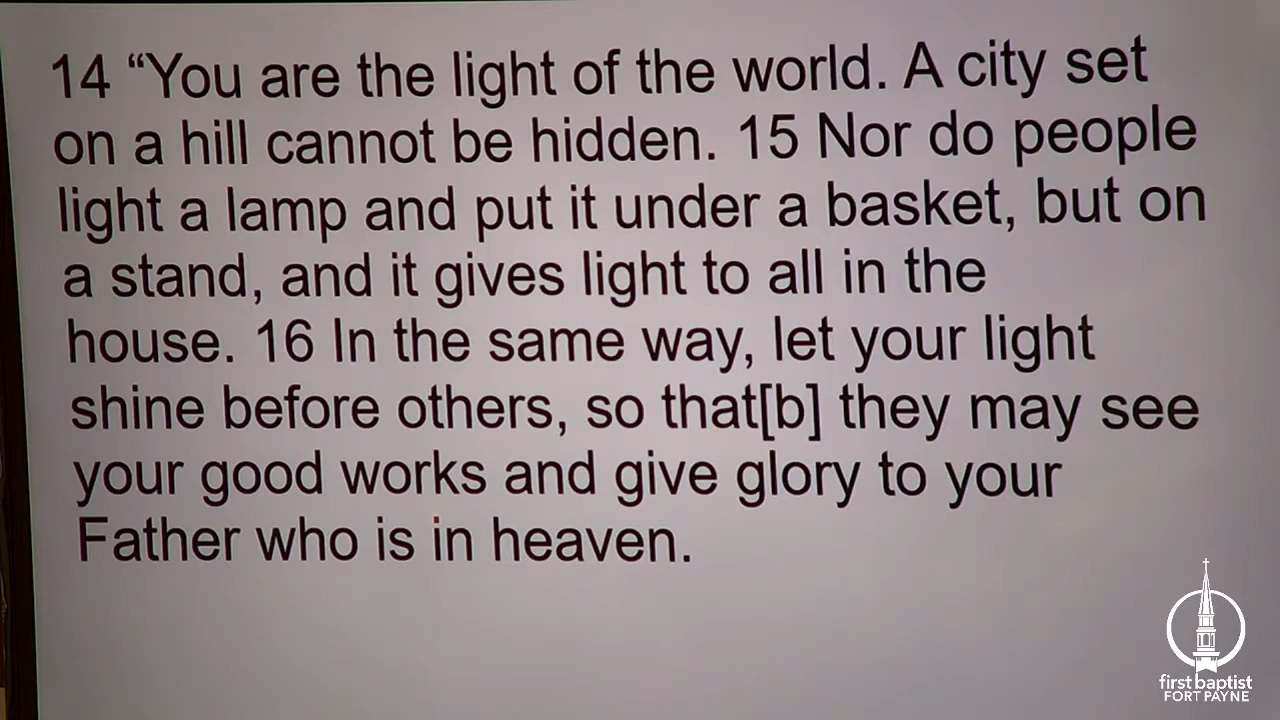 14 “You are the light of the world. A city set
on a hill cannot be hidden. 15 Nor do people
light a lamp and put it under a basket, but on
a stand, and it gives light to all in the
house. 16 In the same way, let your light
shine before others, so that[b] they may see
your good works and give glory to your
Father who is in heaven.
first baptist
FORT PAYNE